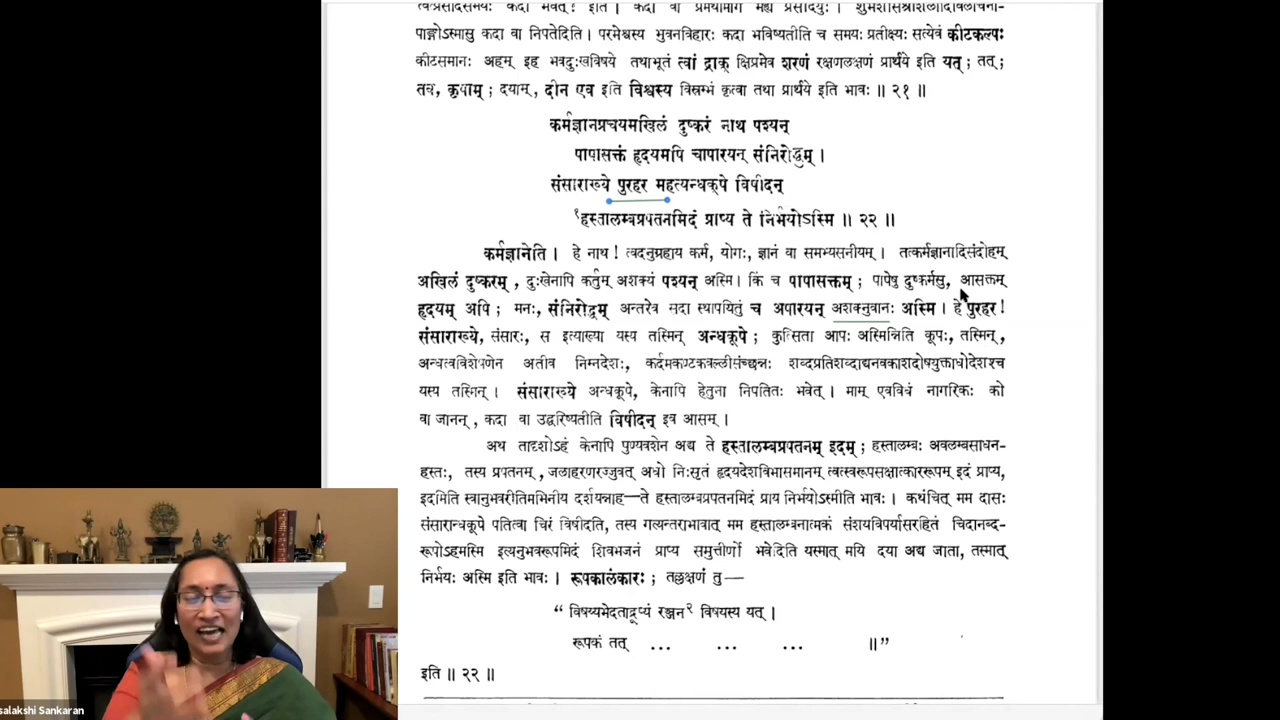 पाङ्गोऽस्मासु कदा वा निपतेदिति । परमेश्वस्य भुवनविहारः कदा भविष्यतीति च समयः प्रतीक्ष्यः सत्येवं कीटकल्पः
कीटसमानः अहम् इह भवदुःखविषये तथाभूतं त्वां द्राक् क्षिप्रमेव शरणं रक्षणलक्षणं प्रार्थये इति यत् ; तत् ;
तव, कृपाम् ; दयाम् , दीन एव इति विश्वस्य विस्रम्भं कृत्वा तथा प्रार्थये इति भावः ॥ २१ ॥
कर्मज्ञानप्रचयमखिलं दुष्करं नाथ पश्यन्
पापासक्तं हृदयमपि चापारयन् संनिरोद्धुम् ।
संसाराख्ये पुरहर महत्यन्धकूपे विषीदन्
१हस्तालम्बप्रपतनमिदं प्राप्य ते निर्भयोऽस्मि ॥ २२ ॥
कर्मज्ञानेति । हे नाथ ! त्वदनुग्रहाय कर्म, योगः, ज्ञानं वा समभ्यसनीयम् । तत्कर्मज्ञानादिसंदोहम्
अखिलं दुष्करम् , दुःखेनापि कर्तुम् अशक्यं पश्यन् अस्मि । किं च पापासक्तम् ; पापेषु दुष्कर्मसु, आसक्तम्
हृदयम् अपि ; मनः, संनिरोद्धुम् अन्तरेव सदा स्थापयितुं च अपारयन् अशक्नुवानः अस्मि । हे पुरहर !
संसाराख्ये, संसारः, स इत्याख्या यस्य तस्मिन् अन्धकूपे ; कुत्सिता आपः अस्मिन्निति कूपः, तस्मिन् ,
अन्धत्वविशेषणेन अतीव निम्नदेशः, कर्दमकण्टकवल्लीसंच्छन्नः शब्दप्रतिशब्दाद्यनवकाशदोषयुक्ताधोदेशश्च
यस्य तस्मिन् । संसाराख्ये अन्धकूपे, केनापि हेतुना निपतितः भवेत् । माम् एवंविधं नागरिकः को
वा जानन् , कदा वा उद्धरिष्यतीति विषीदन् इव आसम् ।
अथ तादृशोऽहं केनापि पुण्यवशेन अद्य ते हस्तालम्बप्रपतनम् इदम् ; हस्तालम्बः अवलम्बसाधन-
हस्तः, तस्य प्रपतनम् , जलाहरणरज्जुवत् अधो निःसृतं हृदयदेशविभासमानम् त्वत्स्वरूपसक्षात्काररूपम् इदं प्राप्य,
इदमिति स्वानुभवरीतिमभिनीय दर्शयन्नाह—ते हस्तालम्बप्रपतनमिदं प्राय निर्भयोऽस्मीति भावः । कथंचित् मम दासः
संसारान्धकूपे पतित्वा चिरं विषीदति, तस्य गत्यन्तराभावात् मम हस्तालम्बनात्मकं संशयविपर्यासरहितं चिदानब्द-
रूपोऽहमस्मि इत्यनुभवरूपमिदं शिवभजनं प्राप्य समुत्तीर्णो भवेदिति यस्मात् मयि दया अद्य जाता, तस्मात्
निर्भयः अस्मि इति भावः । रूपकालंकारः ; तल्लक्षणं तु—
“ विषय्यभेदताद्रूप्यं रञ्जन२ विषयस्य यत् ।
रूपकं तत् ... ... ... ॥”
इति ॥ २२ ॥
salakshi Sankaran